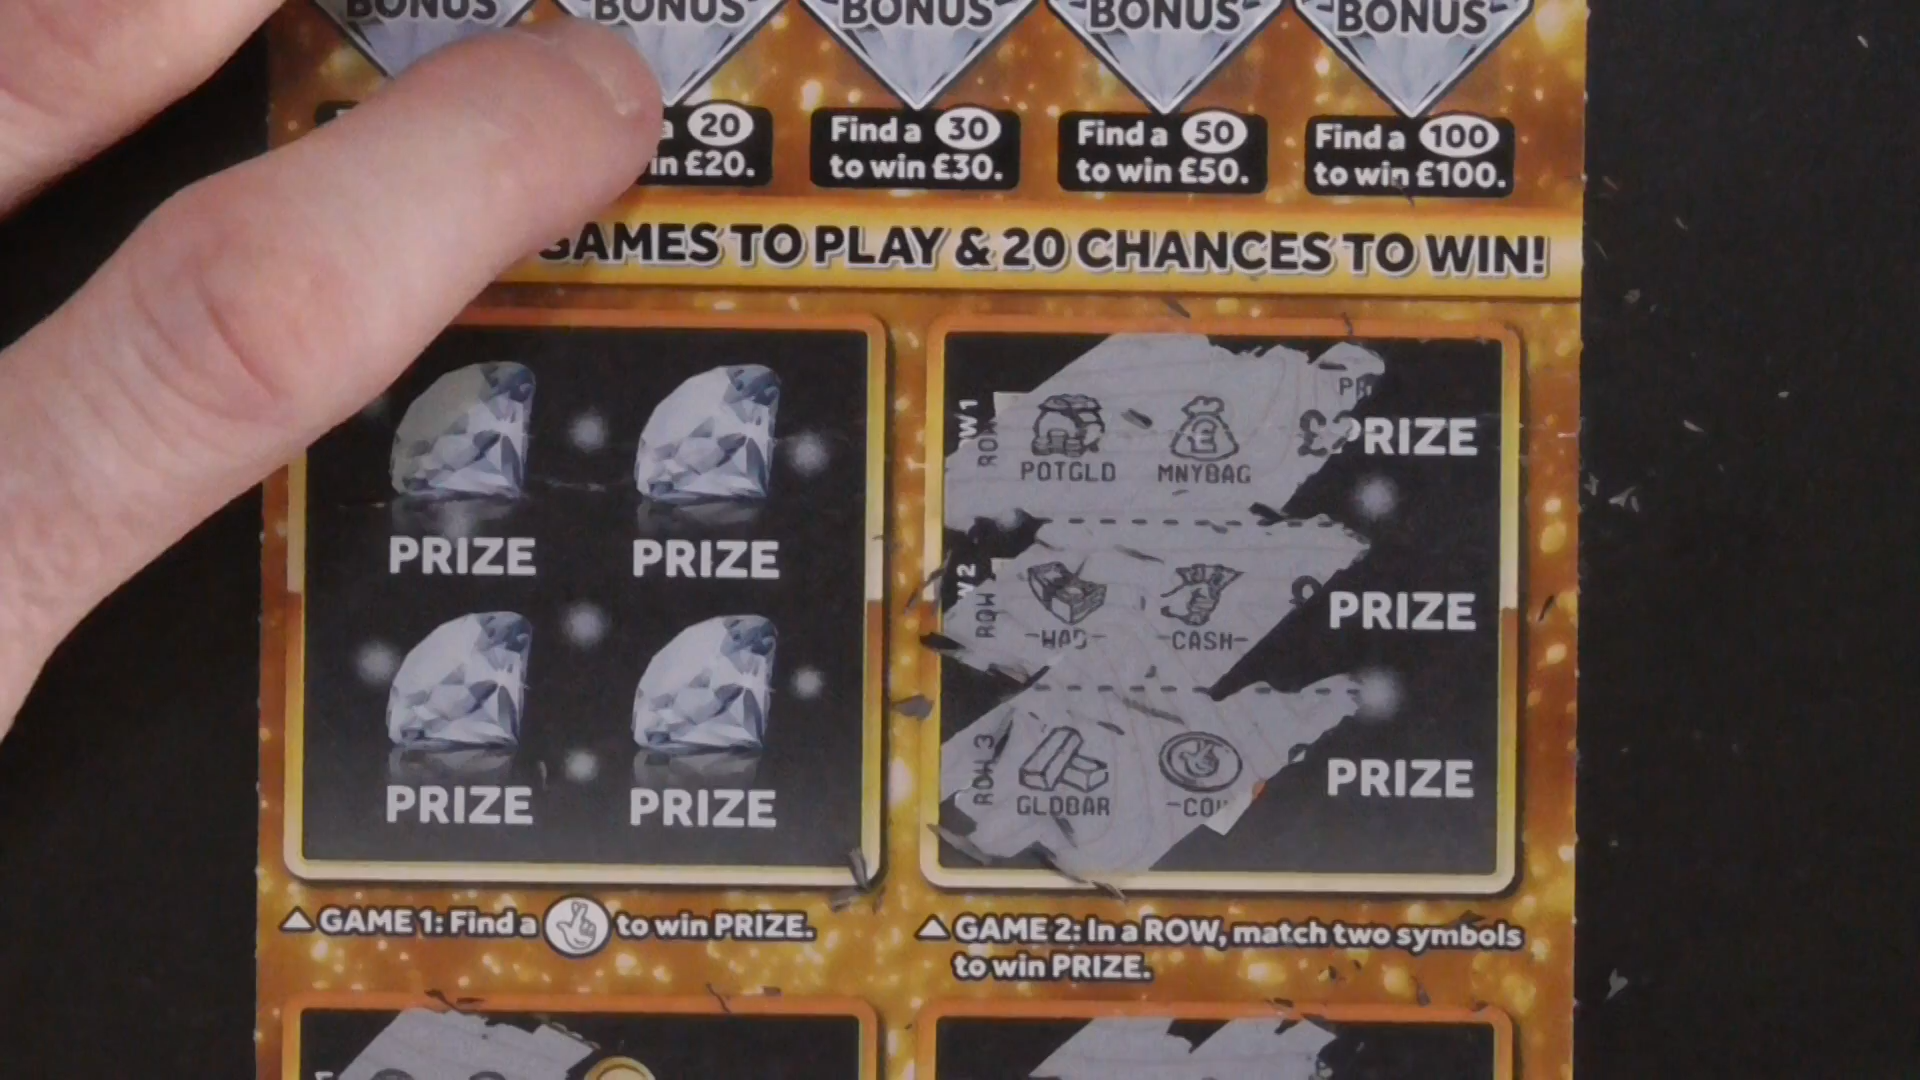 BONUS BONUS BONUS BONUS BONUS
20 Find a 30 Find a 50 Find a 100
£20. to win £30. to win £50. to win £100.
GAMES TO PLAY & 20 CHANCES TO WIN!
ROW 1
POTGLD MNYBAG
PRIZE
PRIZE PRIZE
ROW 2
-WAD- -CASH-
PRIZE
ROW 3
GLDBAR
PRIZE
PRIZE PRIZE
GAME 1: Find a to win PRIZE.
GAME 2: In a ROW, match two symbols
to win PRIZE.